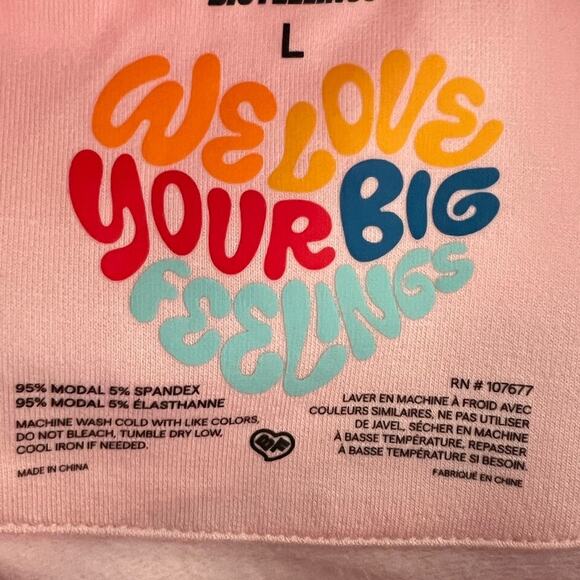 BIG FEELINGS
L
WE LOVE
YOUR BIG
FEELINGS
95% MODAL 5% SPANDEX
95% MODAL 5% ÉLASTHANNE
MACHINE WASH COLD WITH LIKE COLORS,
DO NOT BLEACH, TUMBLE DRY LOW,
COOL IRON IF NEEDED.
MADE IN CHINA
BF
RN # 107677
LAVER EN MACHINE À FROID AVEC
COULEURS SIMILAIRES, NE PAS UTILISER
DE JAVEL, SÉCHER EN MACHINE
À BASSE TEMPÉRATURE, REPASSER
À BASSE TEMPÉRATURE SI BESOIN.
FABRIQUÉ EN CHINE